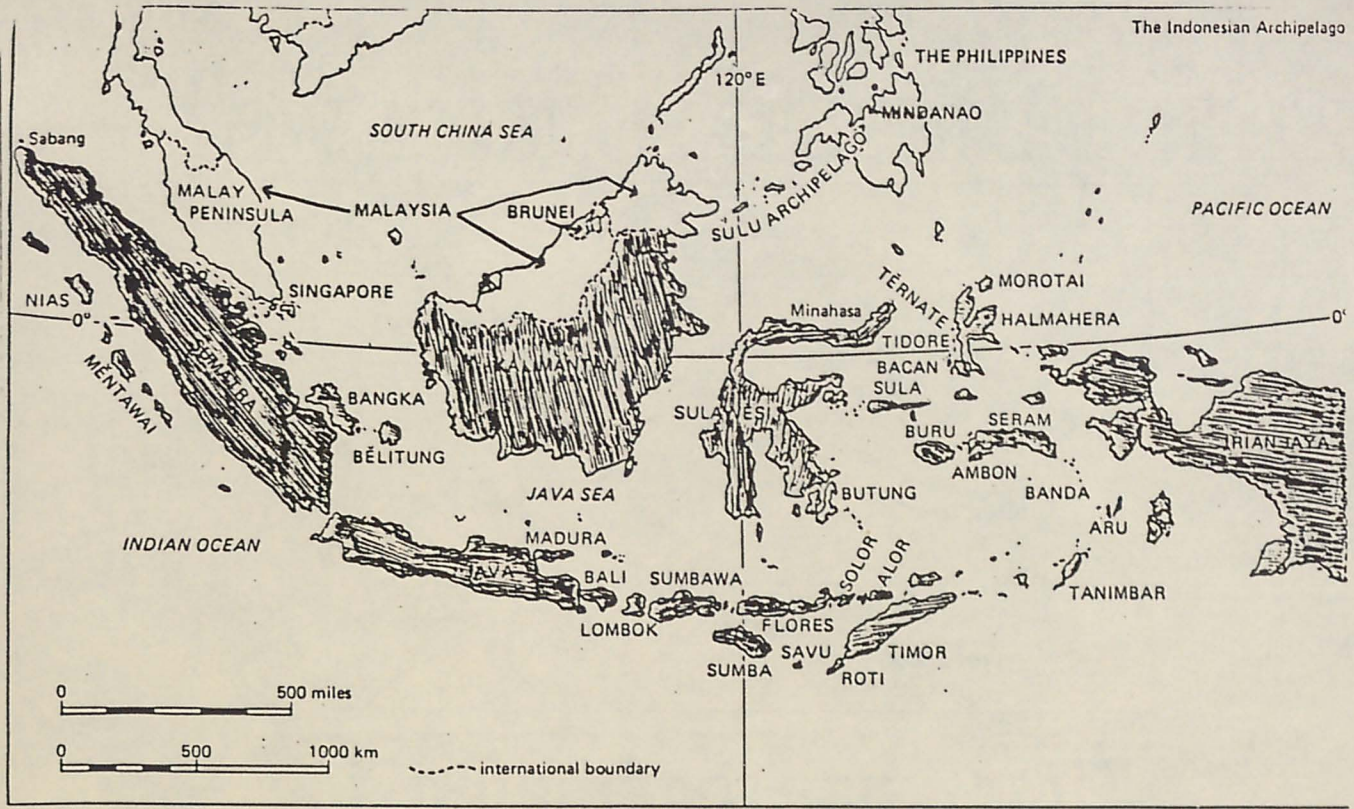 The Indonesian Archipelago
THE PHILIPPINES
120° E
MINDANAO
SOUTH CHINA SEA
Sabang
MALAY
PENINSULA
MALAYSIA
BRUNEI
SULU ARCHIPELAGO
PACIFIC OCEAN
SINGAPORE
NIAS
0°
TĔRNATE
MOROTAI
Minahasa
HALMAHERA
0°
TIDORE
BACAN
SULA
MĔNTAWAI
SUMATRA
KALIMANTAN
BANGKA
SULAWESI
SERAM
BURU
IRIAN JAYA
BĔLITUNG
AMBON
BANDA
JAVA SEA
BUTUNG
ARU
INDIAN OCEAN
MADURA
SOLOR
ALOR
JAVA
BALI
SUMBAWA
TANIMBAR
LOMBOK
FLORES
SAVU
TIMOR
SUMBA
ROTI
0 500 miles
0 500 1000 km
international boundary